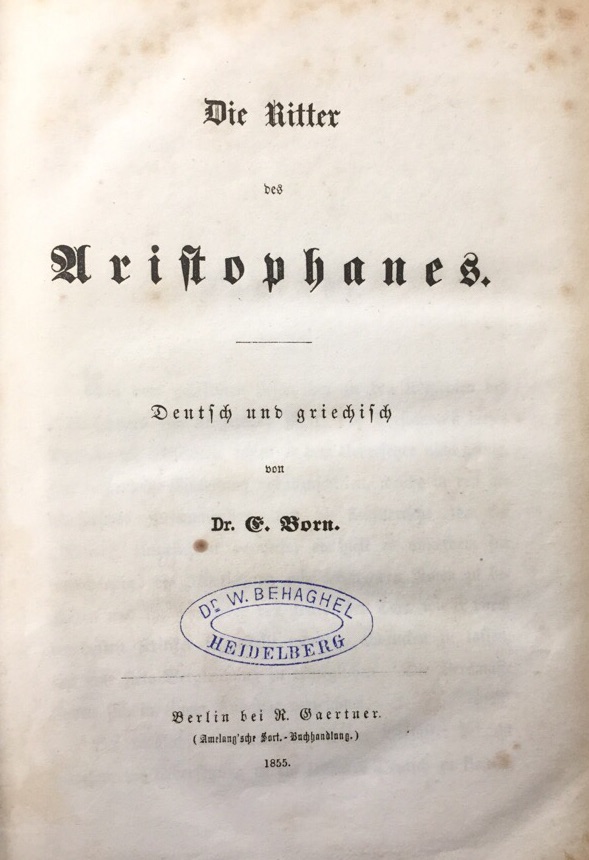 Die Ritter
des
Aristophanes.
Deutsch und griechisch
von
Dr. E. Born.
Dr. W. BEHAGHEL
HEIDELBERG
Berlin bei R. Gaertner.
(Amelang'sche Sort.-Buchhandlung.)
1855.